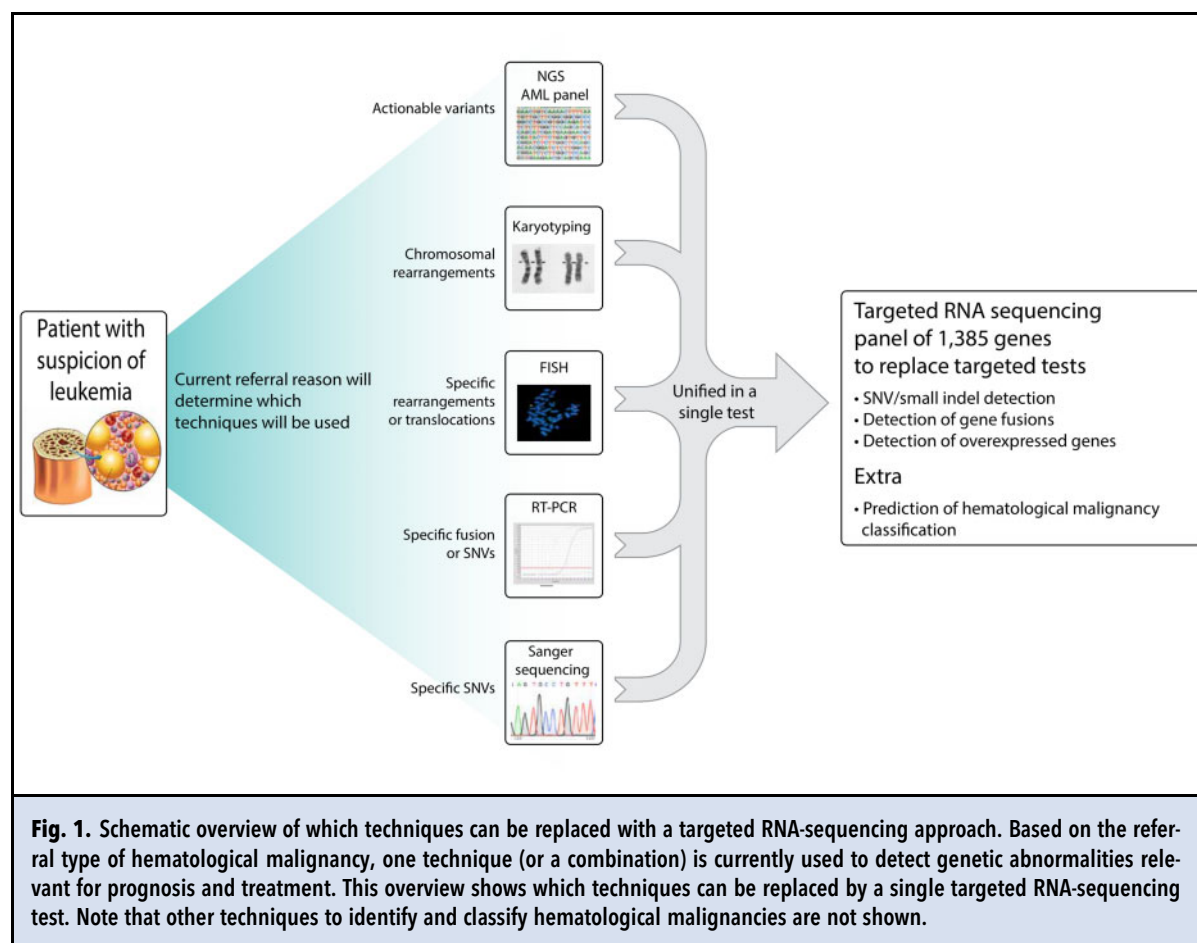 NGS
AML panel
Actionable variants
Karyotyping
Chromosomal
rearrangements
Patient with
suspicion of
leukemia
Current referral reason will
determine which
techniques will be used
FISH
Specific
rearrangements
or translocations
Unified in a
single test
Targeted RNA sequencing
panel of 1,385 genes
to replace targeted tests
• SNV/small indel detection
• Detection of gene fusions
• Detection of overexpressed genes
Extra
• Prediction of hematological malignancy
classification
RT-PCR
Specific fusion
or SNVs
Sanger
sequencing
Specific SNVs
Fig. 1. Schematic overview of which techniques can be replaced with a targeted RNA-sequencing approach. Based on the refer-
ral type of hematological malignancy, one technique (or a combination) is currently used to detect genetic abnormalities rele-
vant for prognosis and treatment. This overview shows which techniques can be replaced by a single targeted RNA-sequencing
test. Note that other techniques to identify and classify hematological malignancies are not shown.